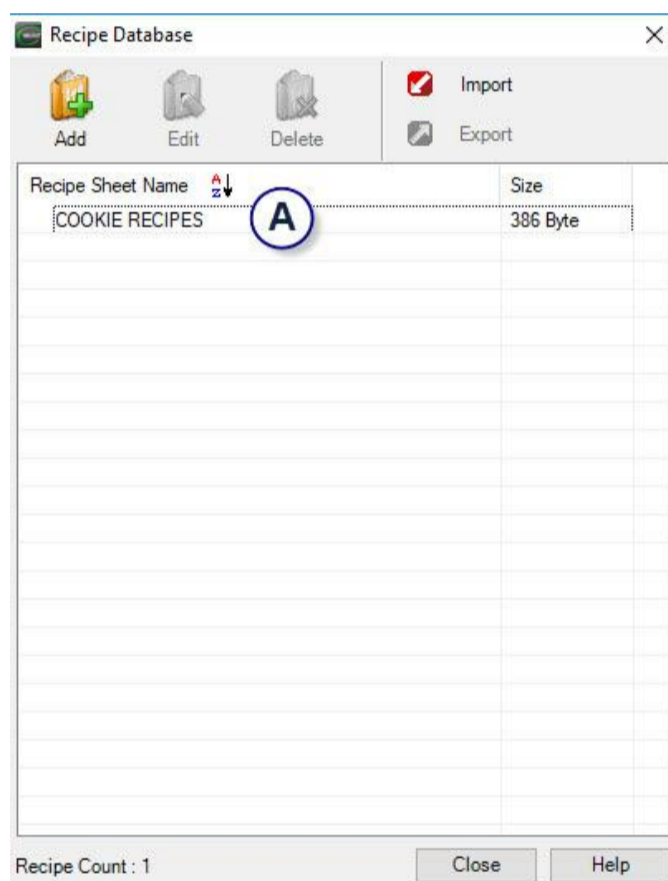 Recipe Database
Import
Add Edit Delete
Export
Recipe Sheet Name Size
COOKIE RECIPES A 386 Byte
Recipe Count : 1 Close Help